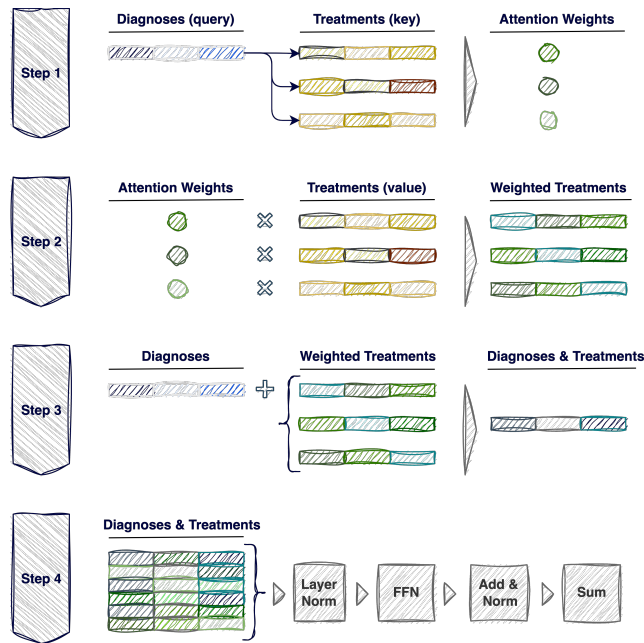 Diagnoses (query)
Treatments (key)
Attention Weights
Step 1
Attention Weights
Treatments (value)
Weighted Treatments
Step 2
Diagnoses
Weighted Treatments
Diagnoses & Treatments
Step 3
Diagnoses & Treatments
Step 4
Layer
Norm
FFN
Add &
Norm
Sum